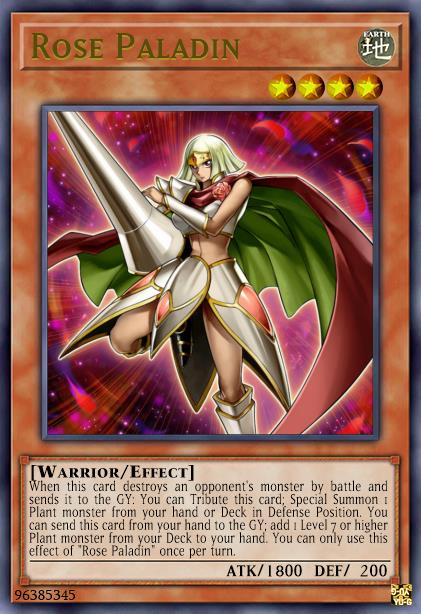 Rose Paladin
EARTH
地
[Warrior/Effect]
When this card destroys an opponent's monster by battle and
sends it to the GY: You can Tribute this card; Special Summon 1
Plant monster from your hand or Deck in Defense Position. You
can send this card from your hand to the GY; add 1 Level 7 or higher
Plant monster from your Deck to your hand. You can only use this
effect of "Rose Paladin" once per turn.
ATK/1800 DEF/ 200
96385345